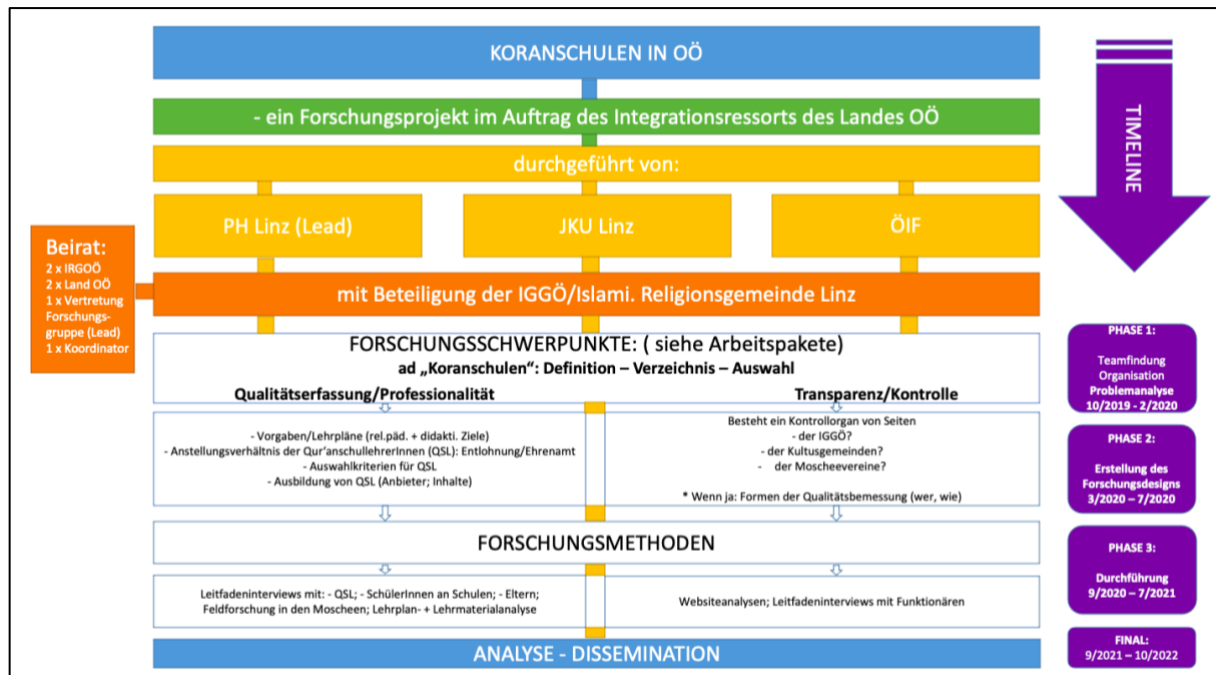 KORANSCHULEN IN OÖ
- ein Forschungsprojekt im Auftrag des Integrationsressorts des Landes OÖ
durchgeführt von:
PH Linz (Lead)
JKU Linz
ÖIF
Beirat:
2 x IRGOÖ
2 x Land OÖ
1 x Vertretung
Forschungs-
gruppe (Lead)
1 x Koordinator
mit Beteiligung der IGGÖ/Islami. Religionsgemeinde Linz
FORSCHUNGSSCHWERPUNKTE: ( siehe Arbeitspakete)
ad „Koranschulen“: Definition – Verzeichnis – Auswahl
Qualitätserfassung/Professionalität
Transparenz/Kontrolle
- Vorgaben/Lehrpläne (rel.päd. + didakti. Ziele)
- Anstellungsverhältnis der Qur'anschullehrerInnen (QSL): Entlohnung/Ehrenamt
- Auswahlkriterien für QSL
- Ausbildung von QSL (Anbieter; Inhalte)
Besteht ein Kontrollorgan von Seiten
- der IGGÖ?
- der Kultusgemeinden?
- der Moscheevereine?
* Wenn ja: Formen der Qualitätsbemessung (wer, wie)
FORSCHUNGSMETHODEN
Leitfadeninterviews mit: - QSL; - SchülerInnen an Schulen; - Eltern;
Feldforschung in den Moscheen; Lehrplan- + Lehrmaterialanalyse
Websiteanalysen; Leitfadeninterviews mit Funktionären
ANALYSE - DISSEMINATION
TIMELINE
PHASE 1:
Teamfindung
Organisation
Problemanalyse
10/2019 - 2/2020
PHASE 2:
Erstellung des
Forschungsdesigns
3/2020 – 7/2020
PHASE 3:
Durchführung
9/2020 – 7/2021
FINAL:
9/2021 – 10/2022